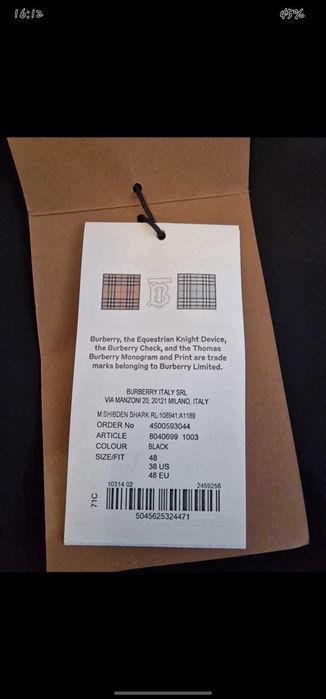 16:12
45%
TB
Burberry, the Equestrian Knight Device,
the Burberry Check, and the Thomas
Burberry Monogram and Print are trade
marks belonging to Burberry Limited.
BURBERRY ITALY SRL
VIA MANZONI 20, 20121 MILANO, ITALY
M:SHIBDEN SHARK RL:108941:A1189
ORDER No 4500593044
ARTICLE 8040699 1003
COLOUR BLACK
SIZE/FIT 48
38 US
48 EU
10314 02 2459256
71C
5045625324471